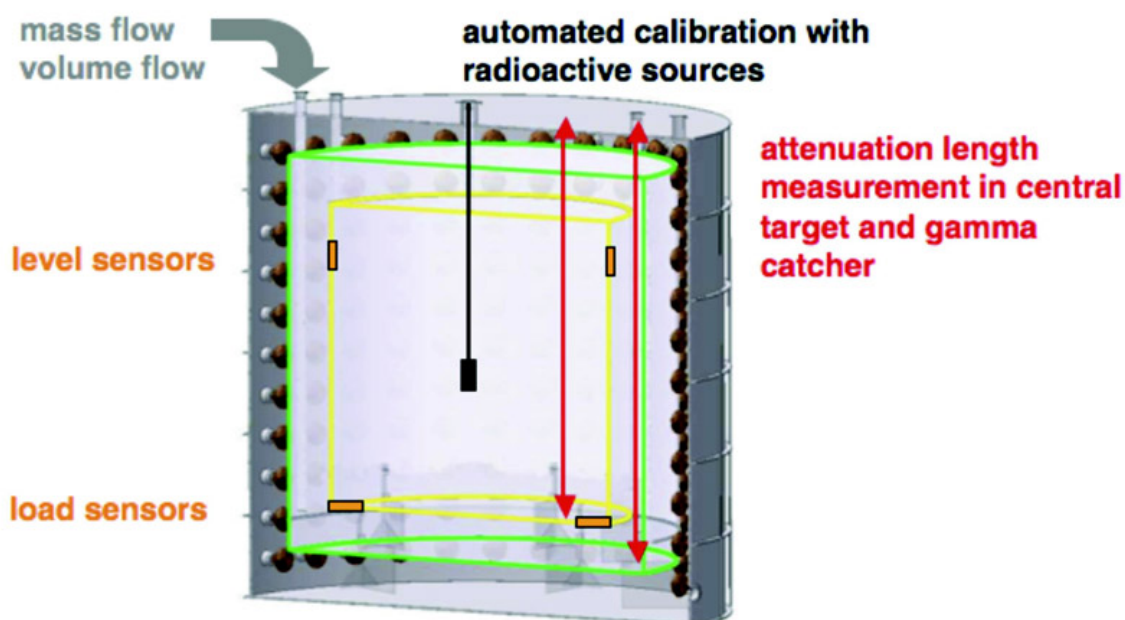 mass flow
volume flow
automated calibration with
radioactive sources
attenuation length
measurement in central
target and gamma
catcher
level sensors
load sensors